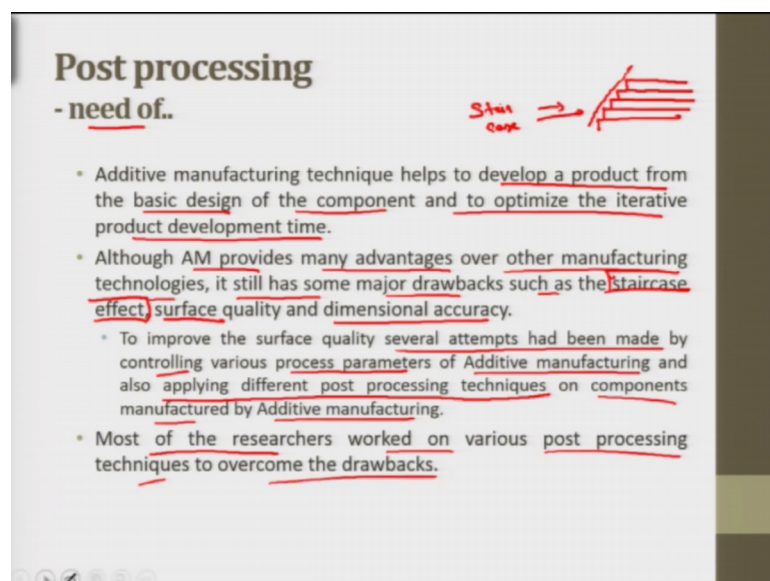 Post processing
- need of..
Stair
case
• Additive manufacturing technique helps to develop a product from
the basic design of the component and to optimize the iterative
product development time.
• Although AM provides many advantages over other manufacturing
technologies, it still has some major drawbacks such as the staircase
effect, surface quality and dimensional accuracy.
• To improve the surface quality several attempts had been made by
controlling various process parameters of Additive manufacturing and
also applying different post processing techniques on components
manufactured by Additive manufacturing.
• Most of the researchers worked on various post processing
techniques to overcome the drawbacks.